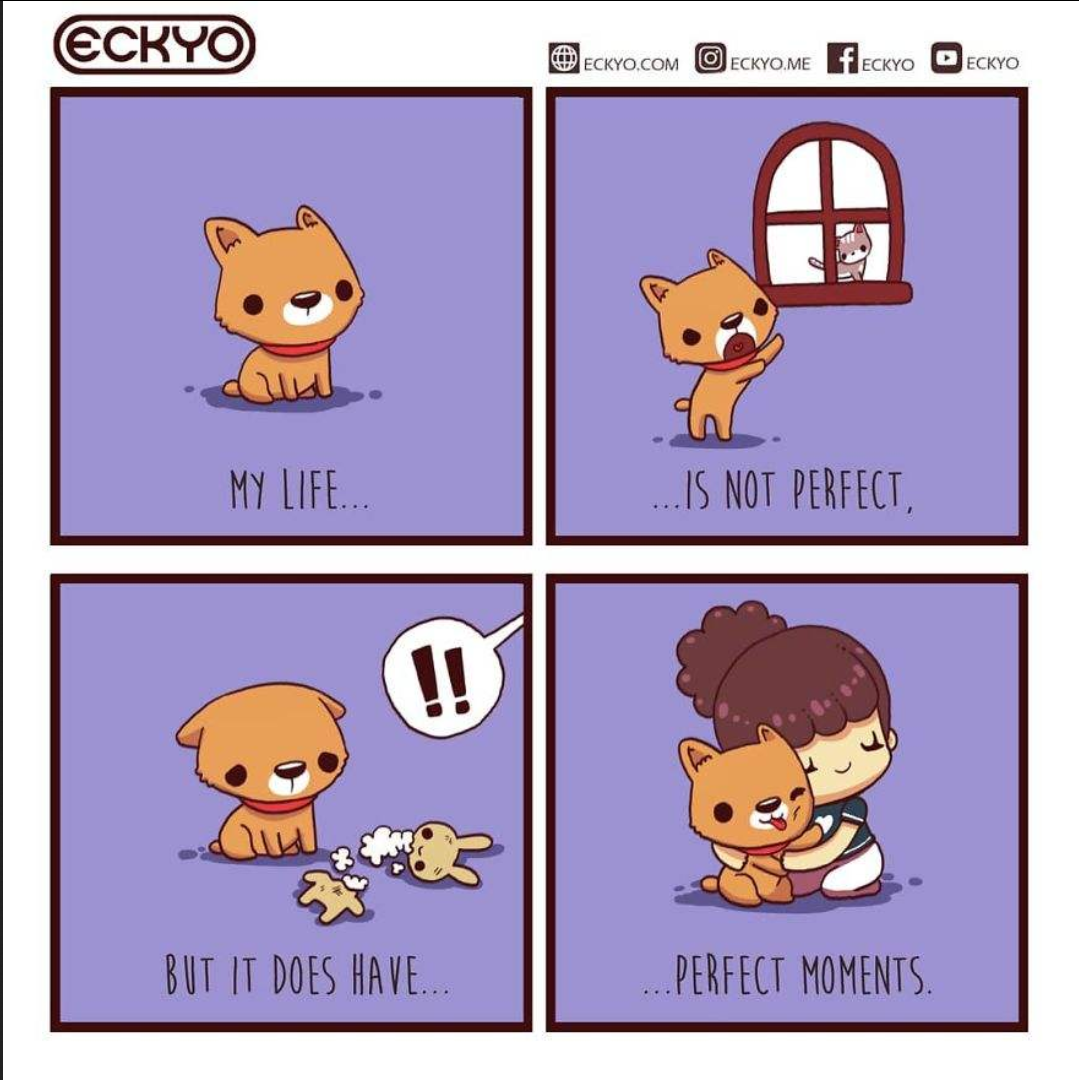 ECKYO
ECKYO.COM ECKYO.ME ECKYO ECKYO
MY LIFE...
...IS NOT PERFECT,
!!
BUT IT DOES HAVE...
...PERFECT MOMENTS.